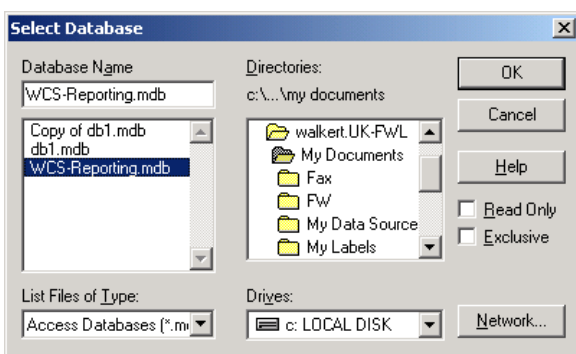 Select Database
Database Name
WCS-Reporting.mdb
Copy of db1.mdb
db1.mdb
WCS-Reporting.mdb
List Files of Type:
Access Databases (*.m
Directories:
c:\...\my documents
walkert.UK-FWL
My Documents
Fax
FW
My Data Source
My Labels
Drives:
c: LOCAL DISK
OK
Cancel
Help
Read Only
Exclusive
Network...